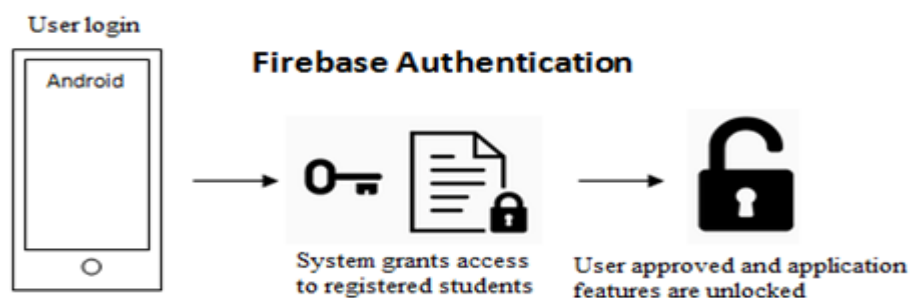 User login
Android
Firebase Authentication
System grants access
to registered students
User approved and application
features are unlocked